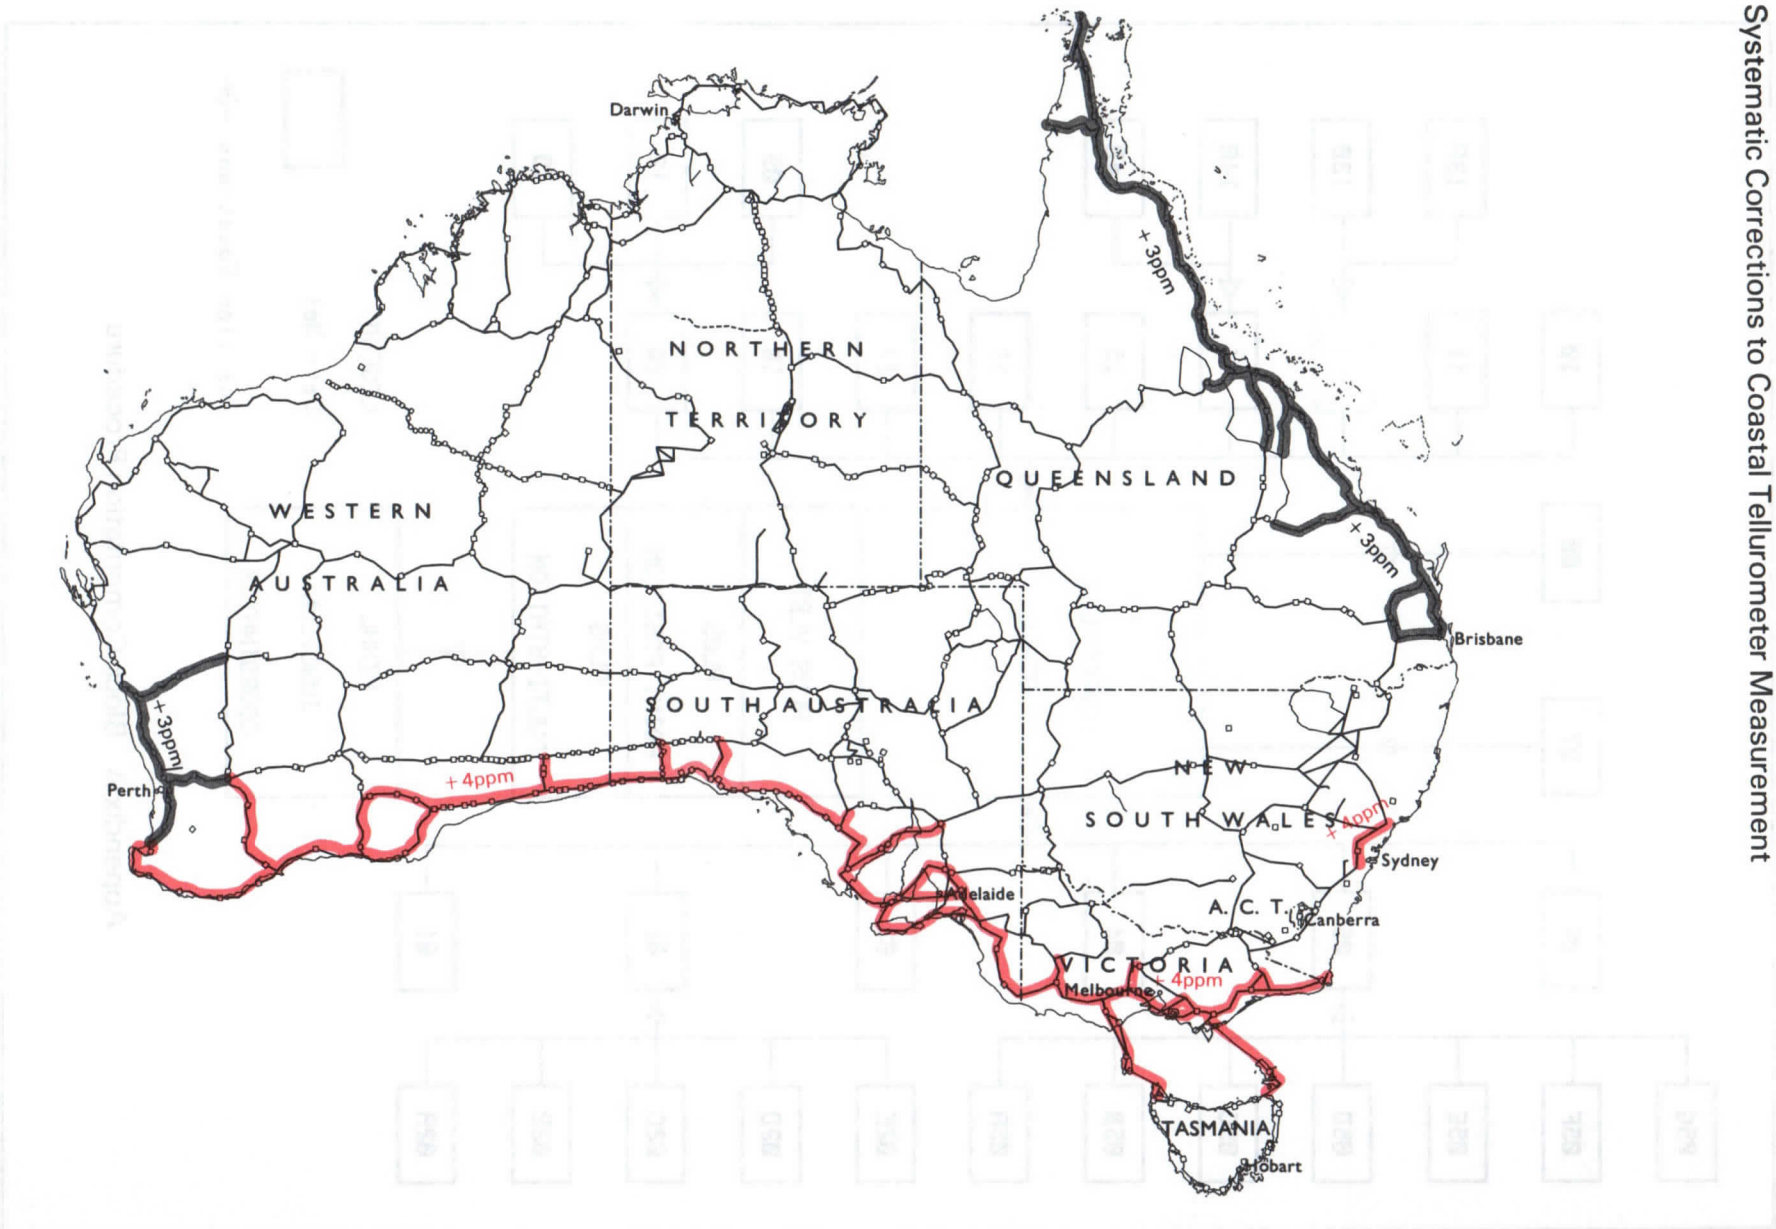 Systematic Corrections to Coastal Tellurometer Measurement
Darwin
+ 3ppm
NORTHERN
TERRITORY
QUEENSLAND
WESTERN
AUSTRALIA
+ 3ppm
Brisbane
SOUTH AUSTRALIA
+ 3ppm
Perth
+ 4ppm
NEW
SOUTH WALES
+ 4ppm
Sydney
Adelaide
A. C. T.
Canberra
VICTORIA
+ 4ppm
Melbourne
TASMANIA
Hobart